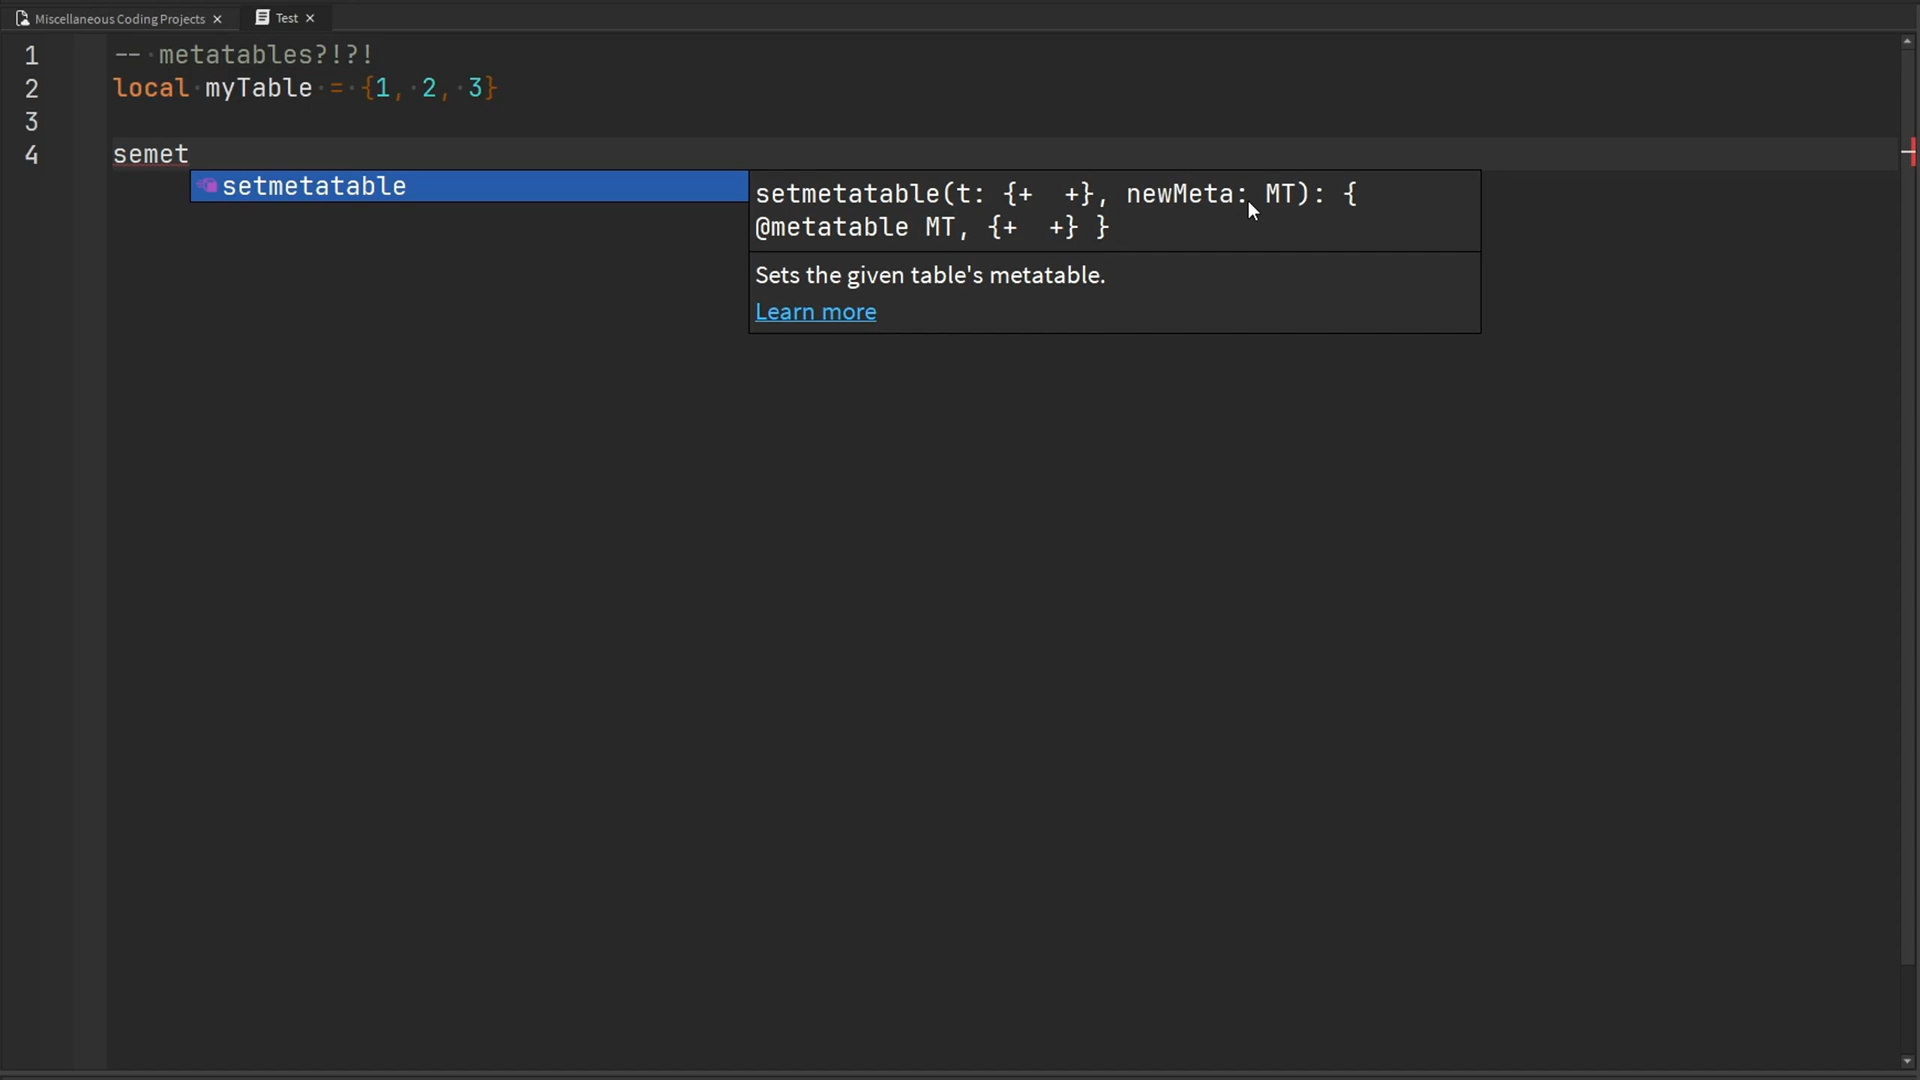 Miscellaneous Coding Projects
Test
1 -- metatables?!?!
2 local myTable = {1, 2, 3}
3
4 semet
setmetatable
setmetatable(t: {+  +}, newMeta: MT): {
@metatable MT, {+  +} }
Sets the given table's metatable.
Learn more